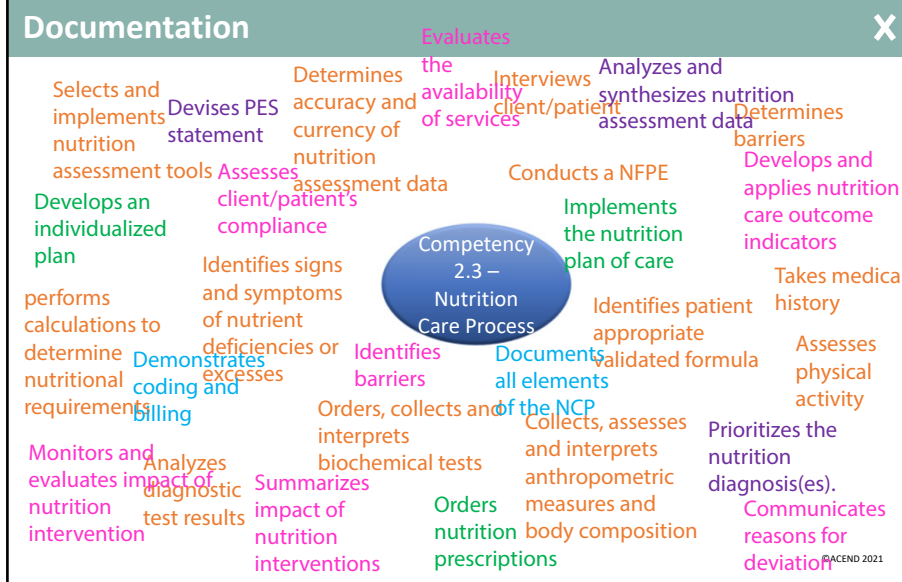 Documentation
X
Evaluates
the
availability
of services
Selects and
implements
nutrition
assessment tools
Devises PES
statement
Determines
accuracy and
currency of
nutrition
assessment data
Interviews
client/patient
Analyzes and
synthesizes nutrition
assessment data
Determines
barriers
Assesses
client/patient's
compliance
Conducts a NFPE
Develops and
applies nutrition
care outcome
indicators
Develops an
individualized
plan
Implements
the nutrition
plan of care
Competency
2.3 –
Nutrition
Care Process
Identifies signs
and symptoms
of nutrient
deficiencies or
excesses
Takes medica
history
performs
calculations to
determine
nutritional
requirements
Identifies patient
appropriate
validated formula
Demonstrates
coding and
billing
Identifies
barriers
Documents
all elements
of the NCP
Assesses
physical
activity
Orders, collects and
interprets
biochemical tests
Collects, assesses
and interprets
anthropometric
measures and
body composition
Prioritizes the
nutrition
diagnosis(es).
Monitors and
evaluates impact of
nutrition
intervention
Analyzes
diagnostic
test results
Summarizes
impact of
nutrition
interventions
Orders
nutrition
prescriptions
Communicates
reasons for
deviation
©ACEND 2021